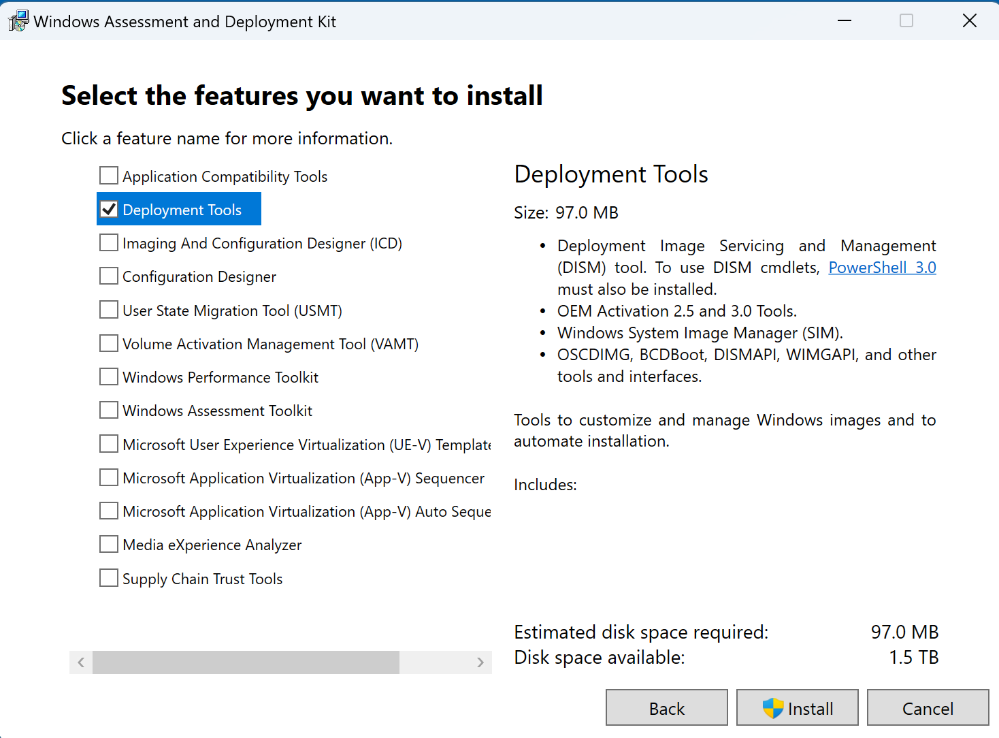 Windows Assessment and Deployment Kit
Select the features you want to install
Click a feature name for more information.
Application Compatibility Tools
Deployment Tools
Imaging And Configuration Designer (ICD)
Configuration Designer
User State Migration Tool (USMT)
Volume Activation Management Tool (VAMT)
Windows Performance Toolkit
Windows Assessment Toolkit
Microsoft User Experience Virtualization (UE-V) Template
Microsoft Application Virtualization (App-V) Sequencer
Microsoft Application Virtualization (App-V) Auto Seque
Media eXperience Analyzer
Supply Chain Trust Tools
Deployment Tools
Size: 97.0 MB
• Deployment Image Servicing and Management
(DISM) tool. To use DISM cmdlets, PowerShell 3.0
must also be installed.
• OEM Activation 2.5 and 3.0 Tools.
• Windows System Image Manager (SIM).
• OSCDIMG, BCDBoot, DISMAPI, WIMGAPI, and other
tools and interfaces.
Tools to customize and manage Windows images and to
automate installation.
Includes:
Estimated disk space required: 97.0 MB
Disk space available: 1.5 TB
Back
Install
Cancel